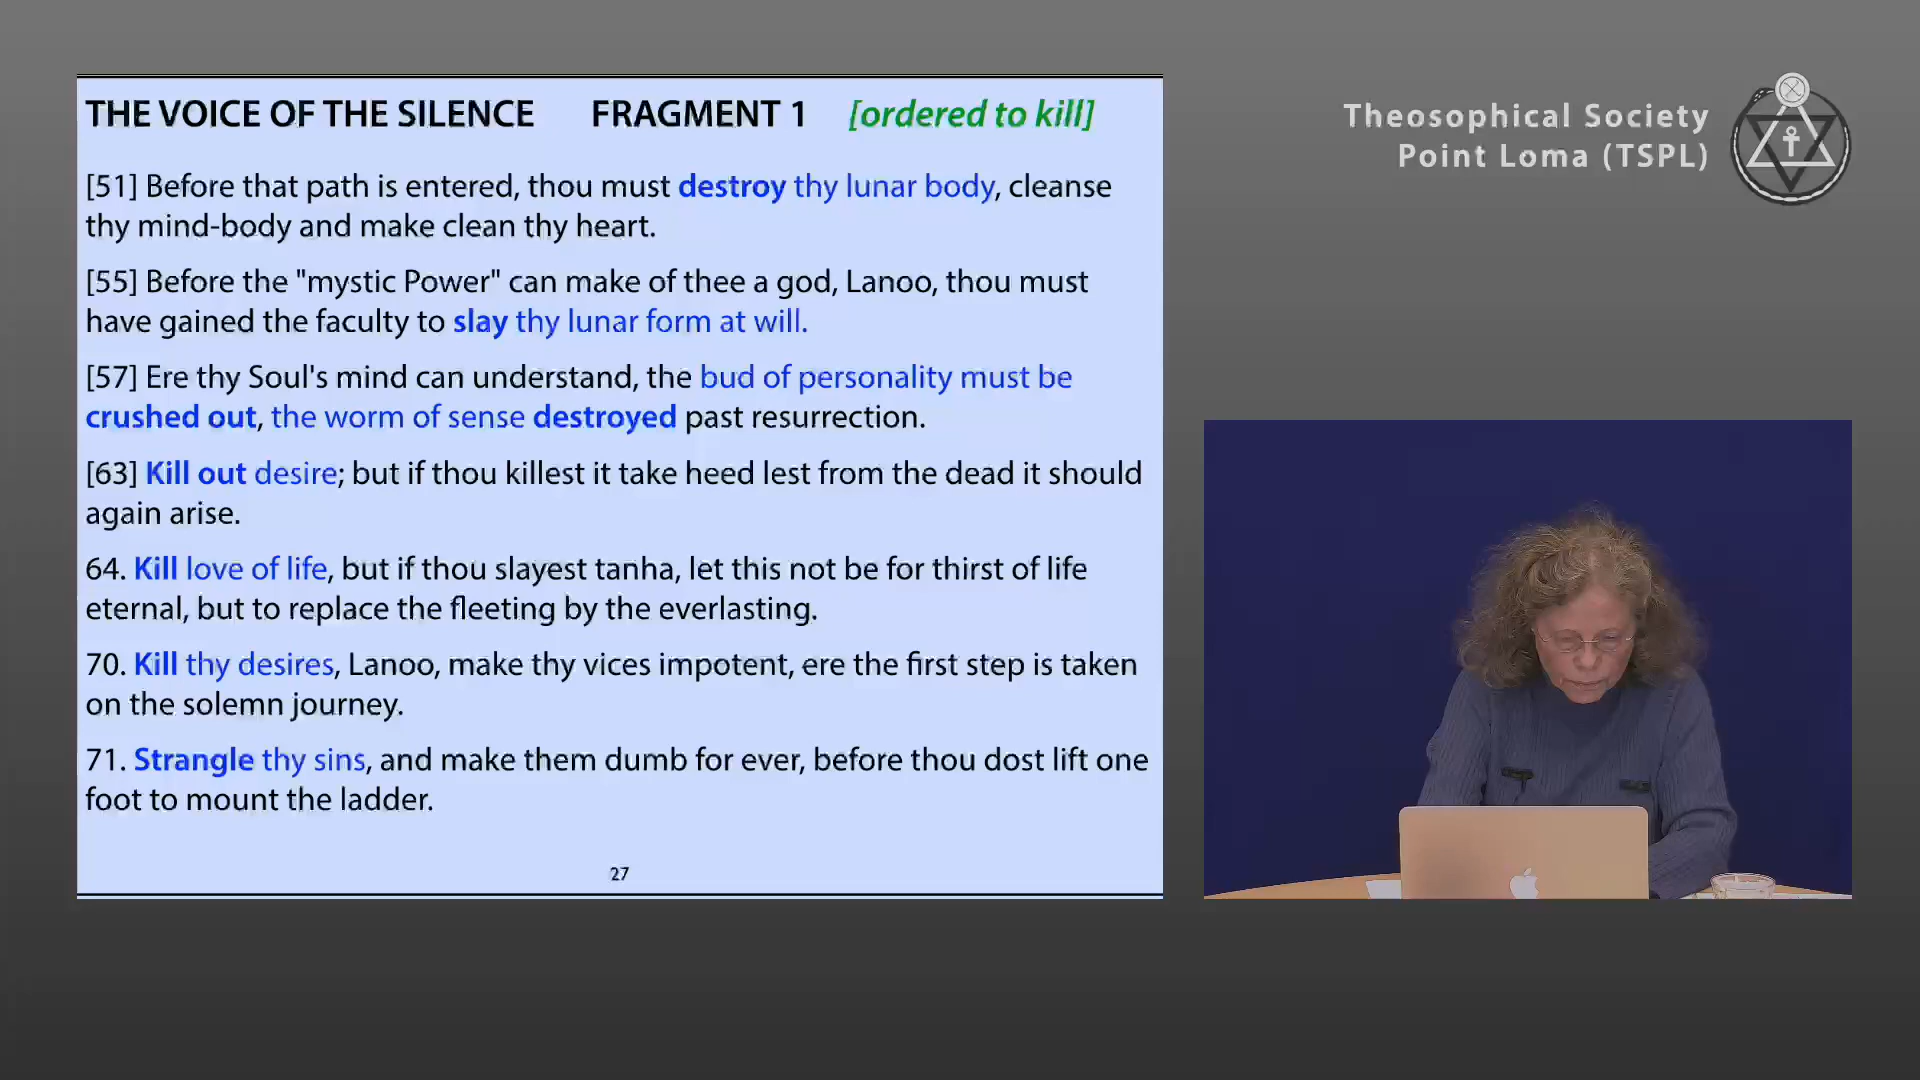 THE VOICE OF THE SILENCE FRAGMENT 1 [ordered to kill]
[51] Before that path is entered, thou must destroy thy lunar body, cleanse
thy mind-body and make clean thy heart.
[55] Before the "mystic Power" can make of thee a god, Lanoo, thou must
have gained the faculty to slay thy lunar form at will.
[57] Ere thy Soul's mind can understand, the bud of personality must be
crushed out, the worm of sense destroyed past resurrection.
[63] Kill out desire; but if thou killest it take heed lest from the dead it should
again arise.
64. Kill love of life, but if thou slayest tanha, let this not be for thirst of life
eternal, but to replace the fleeting by the everlasting.
70. Kill thy desires, Lanoo, make thy vices impotent, ere the first step is taken
on the solemn journey.
71. Strangle thy sins, and make them dumb for ever, before thou dost lift one
foot to mount the ladder.
27
Theosophical Society
Point Loma (TSPL)